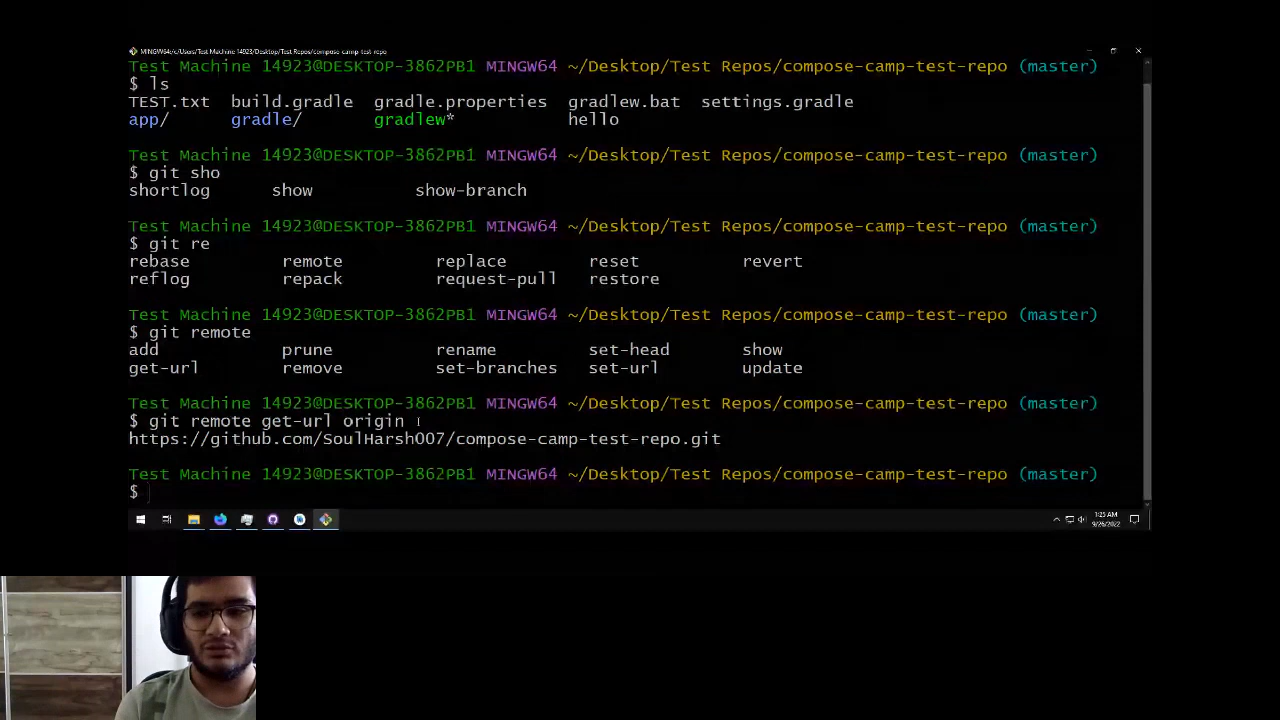 MINGW64:/c/Users/Test Machine 14923/Desktop/Test Repos/compose-camp-test-repo
Test Machine 14923@DESKTOP-3862PB1 MINGW64 ~/Desktop/Test Repos/compose-camp-test-repo (master)
$ ls
TEST.txt build.gradle gradle.properties gradlew.bat settings.gradle
app/ gradle/ gradlew* hello
Test Machine 14923@DESKTOP-3862PB1 MINGW64 ~/Desktop/Test Repos/compose-camp-test-repo (master)
$ git sho
shortlog show show-branch
Test Machine 14923@DESKTOP-3862PB1 MINGW64 ~/Desktop/Test Repos/compose-camp-test-repo (master)
$ git re
rebase remote replace reset revert
reflog repack request-pull restore
Test Machine 14923@DESKTOP-3862PB1 MINGW64 ~/Desktop/Test Repos/compose-camp-test-repo (master)
$ git remote
add prune rename set-head show
get-url remove set-branches set-url update
Test Machine 14923@DESKTOP-3862PB1 MINGW64 ~/Desktop/Test Repos/compose-camp-test-repo (master)
$ git remote get-url origin
https://github.com/SoulHarsh007/compose-camp-test-repo.git
Test Machine 14923@DESKTOP-3862PB1 MINGW64 ~/Desktop/Test Repos/compose-camp-test-repo (master)
$
1:25 AM
9/26/2022